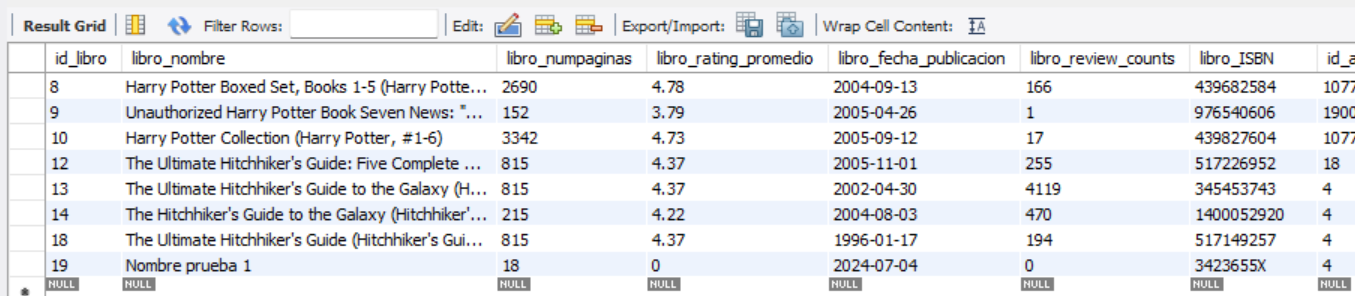 Result Grid Filter Rows: Edit: Export/Import: Wrap Cell Content: IA
id_libro libro_nombre libro_numpaginas libro_rating_promedio libro_fecha_publicacion libro_review_counts libro_ISBN id_a
8 Harry Potter Boxed Set, Books 1-5 (Harry Potte... 2690 4.78 2004-09-13 166 439682584 1077
9 Unauthorized Harry Potter Book Seven News: "... 152 3.79 2005-04-26 1 976540606 1900
10 Harry Potter Collection (Harry Potter, #1-6) 3342 4.73 2005-09-12 17 439827604 1077
12 The Ultimate Hitchhiker's Guide: Five Complete ... 815 4.37 2005-11-01 255 517226952 18
13 The Ultimate Hitchhiker's Guide to the Galaxy (H... 815 4.37 2002-04-30 4119 345453743 4
14 The Hitchhiker's Guide to the Galaxy (Hitchhiker'... 215 4.22 2004-08-03 470 1400052920 4
18 The Ultimate Hitchhiker's Guide (Hitchhiker's Gui... 815 4.37 1996-01-17 194 517149257 4
19 Nombre prueba 1 18 0 2024-07-04 0 3423655X 4
NULL NULL NULL NULL NULL NULL NULL NULL